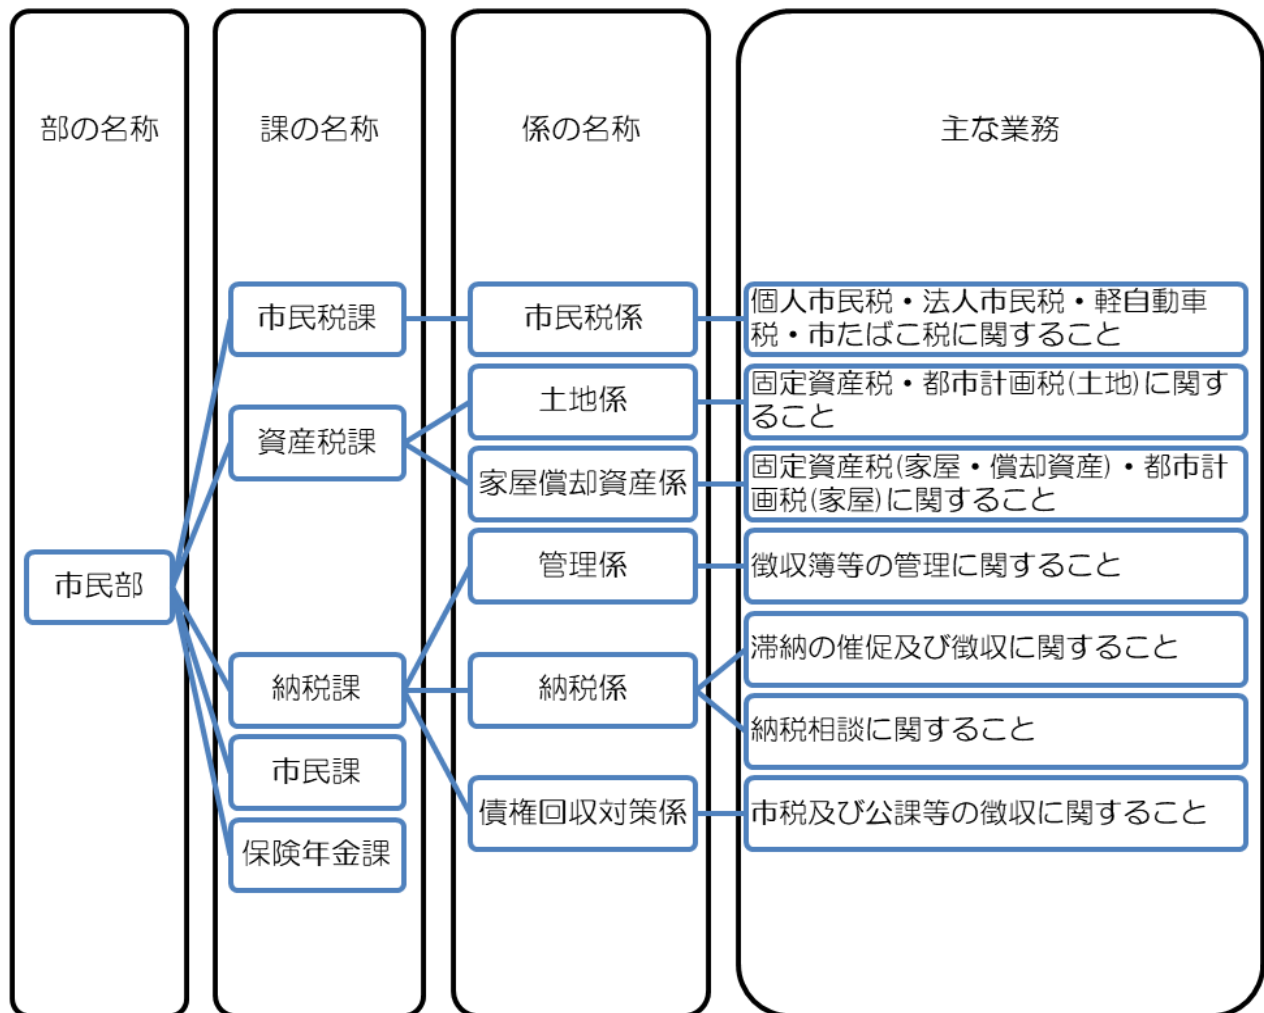 部の名称
課の名称
係の名称
主な業務
市民部
市民税課
資産税課
納税課
市民課
保険年金課
市民税係
土地係
家屋償却資産係
管理係
納税係
債権回収対策係
個人市民税・法人市民税・軽自動車
税・市たばこ税に関すること
固定資産税・都市計画税(土地)に関す
ること
固定資産税(家屋・償却資産)・都市計
画税(家屋)に関すること
徴収簿等の管理に関すること
滞納の催促及び徴収に関すること
納税相談に関すること
市税及び公課等の徴収に関すること